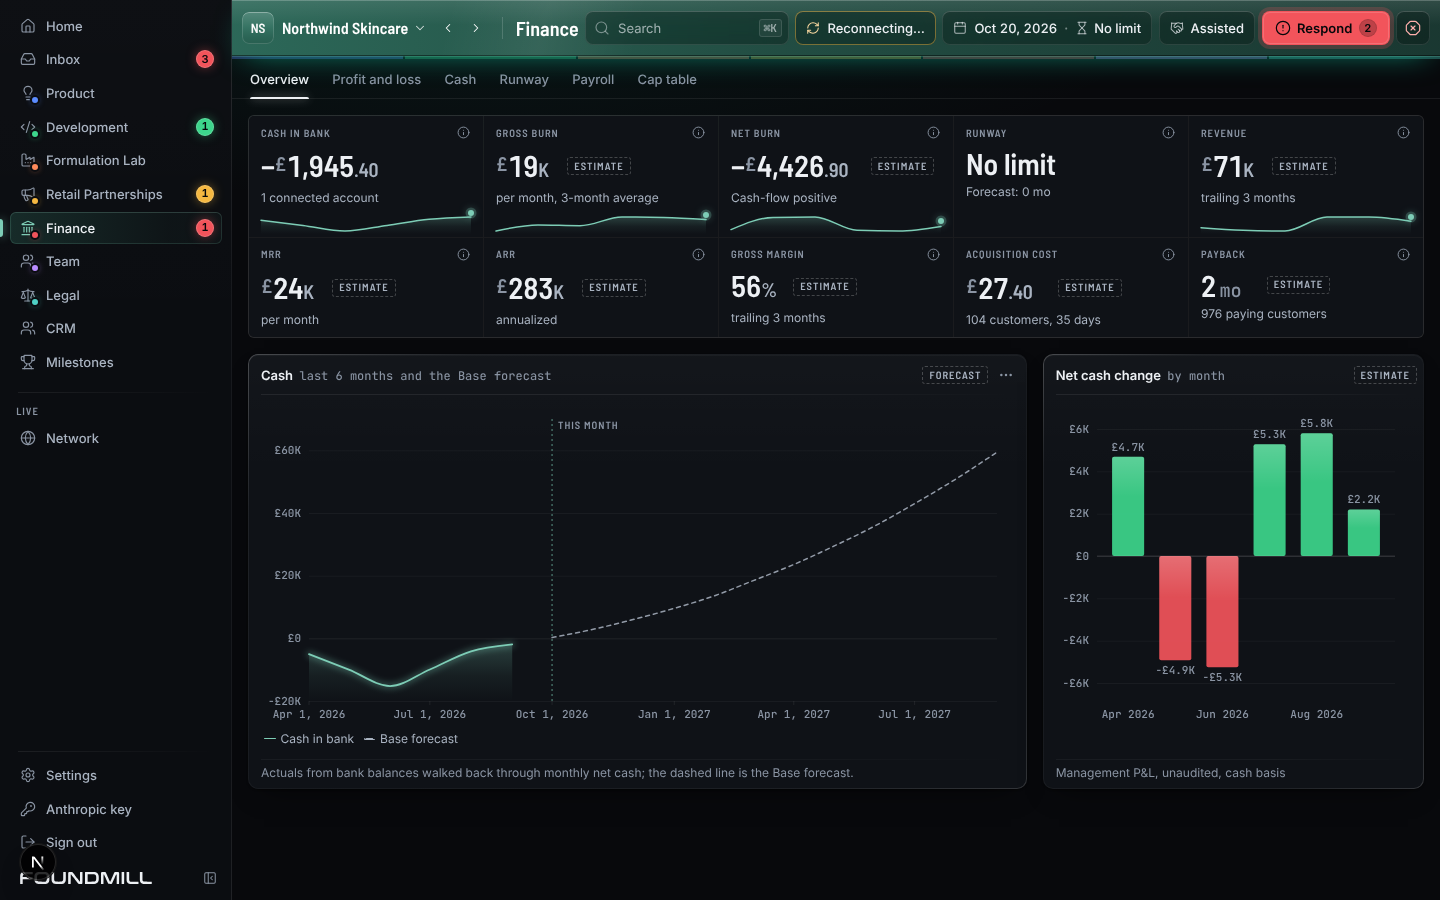 Home
Inbox
3
Product
Development
1
Formulation Lab
Retail Partnerships
1
Finance
1
Team
Legal
CRM
Milestones
LIVE
Network
Settings
Anthropic key
Sign out
N
FOUNDMILL
NS
Northwind Skincare
Finance
Search
⌘K
Reconnecting...
Oct 20, 2026 · No limit
Assisted
Respond 2
Overview Profit and loss Cash Runway Payroll Cap table
CASH IN BANK
−£1,945.40
1 connected account
GROSS BURN
£19K ESTIMATE
per month, 3-month average
NET BURN
−£4,426.90 ESTIMATE
Cash-flow positive
RUNWAY
No limit
Forecast: 0 mo
REVENUE
£71K ESTIMATE
trailing 3 months
MRR
£24K ESTIMATE
per month
ARR
£283K ESTIMATE
annualized
GROSS MARGIN
56% ESTIMATE
trailing 3 months
ACQUISITION COST
£27.40 ESTIMATE
104 customers, 35 days
PAYBACK
2 mo ESTIMATE
976 paying customers
Cash last 6 months and the Base forecast
FORECAST
THIS MONTH
£60K
£40K
£20K
£0
-£20K
Apr 1, 2026 Jul 1, 2026 Oct 1, 2026 Jan 1, 2027 Apr 1, 2027 Jul 1, 2027
Cash in bank Base forecast
Actuals from bank balances walked back through monthly net cash; the dashed line is the Base forecast.
Net cash change by month
ESTIMATE
£6K
£4K
£2K
£0
-£2K
-£4K
-£6K
£4.7K
-£4.9K
-£5.3K
£5.3K
£5.8K
£2.2K
Apr 2026 Jun 2026 Aug 2026
Management P&L, unaudited, cash basis